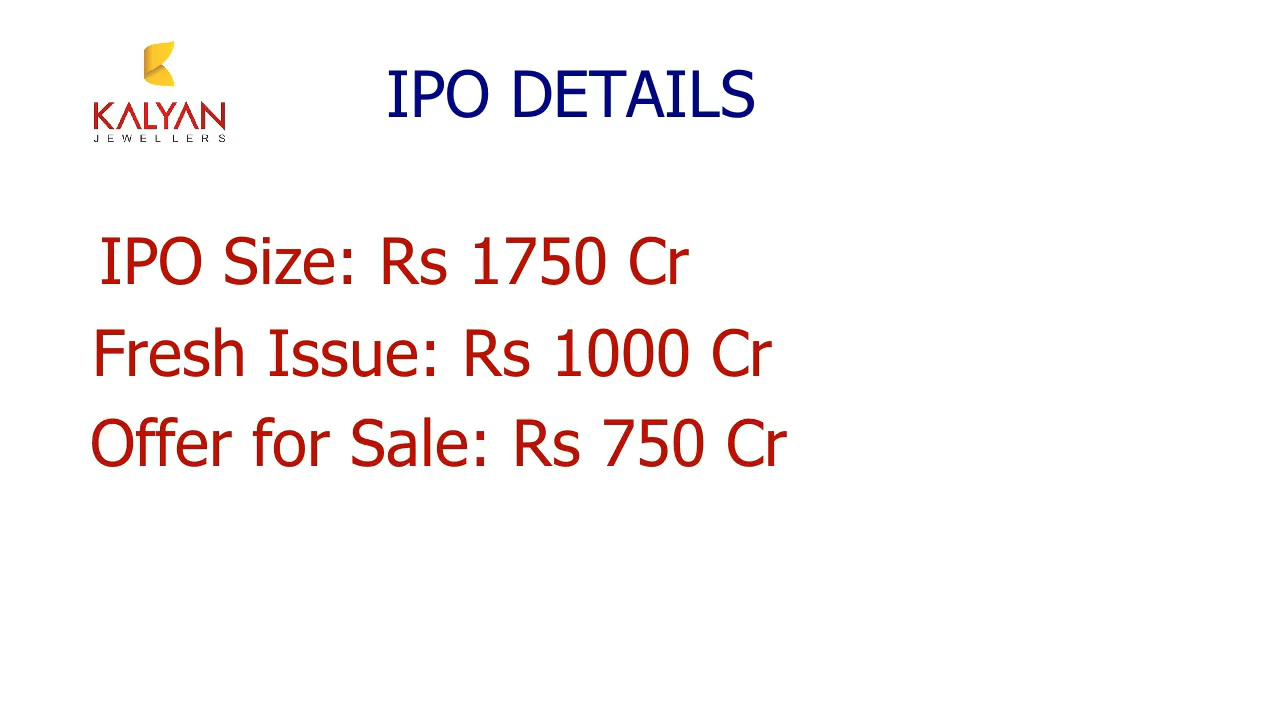 KALYAN
JEWELLERS
IPO DETAILS
IPO Size: Rs 1750 Cr
Fresh Issue: Rs 1000 Cr
Offer for Sale: Rs 750 Cr